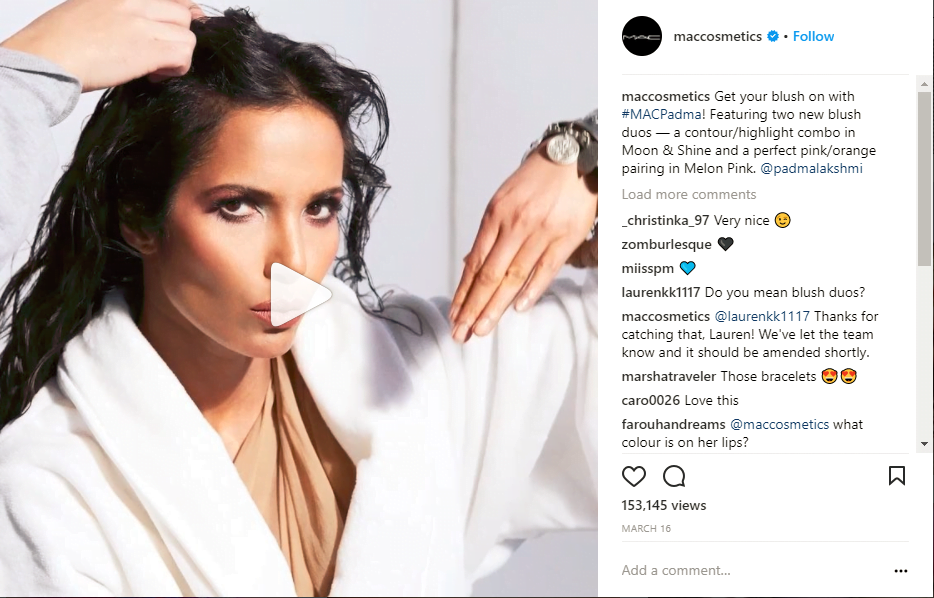 MAC
maccosmetics • Follow
maccosmetics Get your blush on with
#MACPadma! Featuring two new blush
duos — a contour/highlight combo in
Moon & Shine and a perfect pink/orange
pairing in Melon Pink. @padmalakshmi
Load more comments
_christinka_97 Very nice 😉
zomburlesque 🖤
miisspm 💙
laurenkk1117 Do you mean blush duos?
maccosmetics @laurenkk1117 Thanks for
catching that, Lauren! We've let the team
know and it should be amended shortly.
marshatraveler Those bracelets 😍😍
caro0026 Love this
farouhandreams @maccosmetics what
colour is on her lips?
153,145 views
MARCH 16
Add a comment...